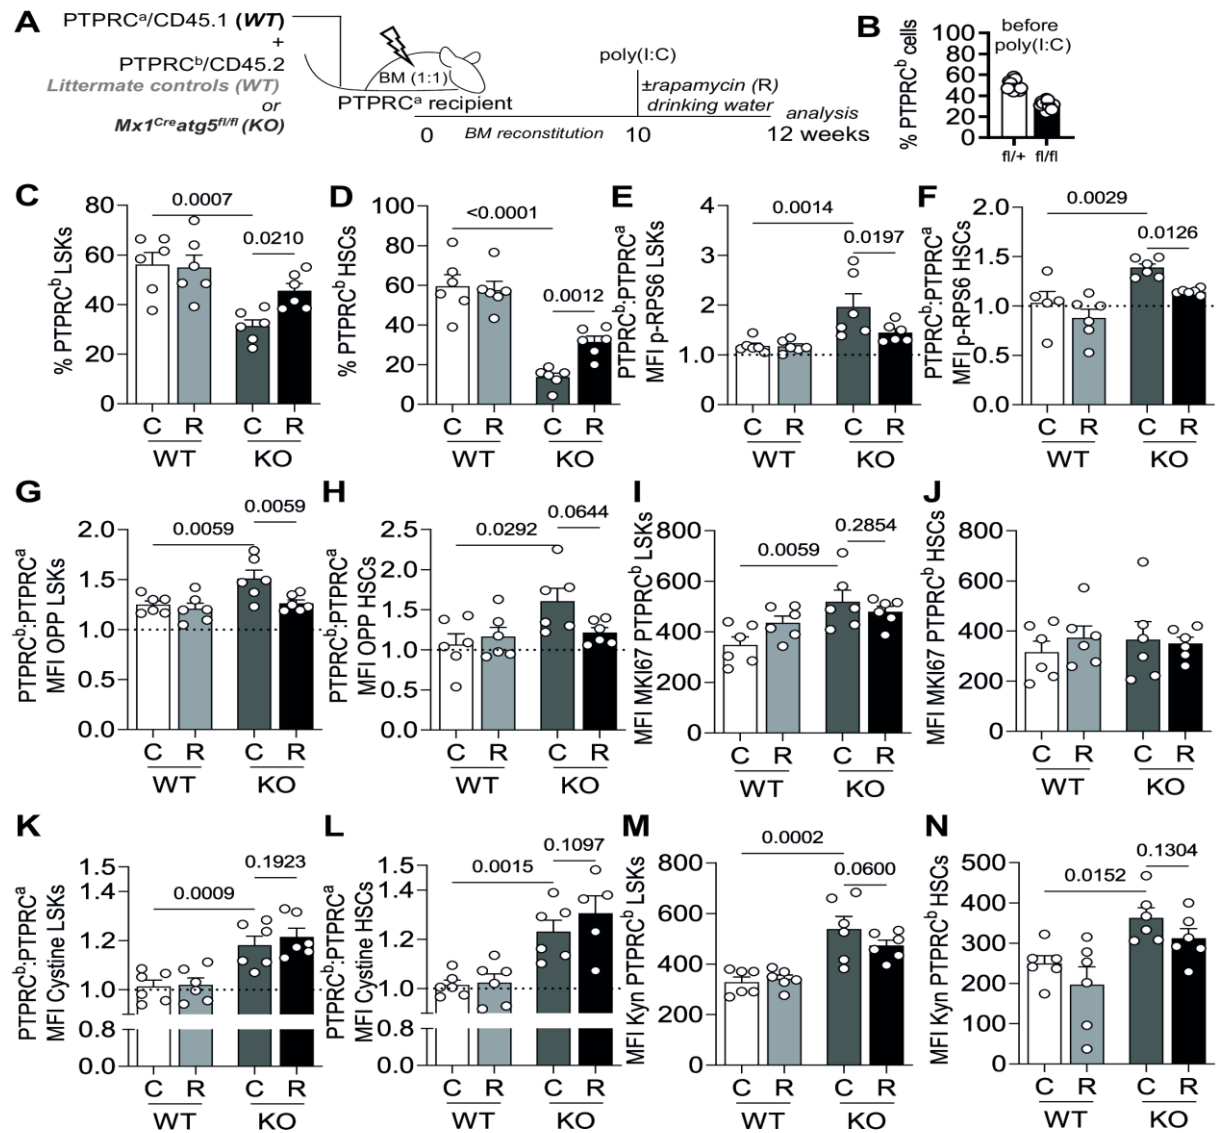 A
PTPRCᵃ/CD45.1 (WT)
+
PTPRCᵇ/CD45.2
Littermate controls (WT)
or
Mx1ᶜʳᵉatg5ᶠˡ/ᶠˡ (KO)
BM (1:1)
PTPRCᵃ recipient
poly(I:C)
±rapamycin (R)
drinking water
analysis
0
BM reconstitution
10
12 weeks
B
before
poly(I:C)
% PTPRCᵇ cells
100
80
60
40
20
0
fl/+ fl/fl
C
% PTPRCᵇ LSKs
80
60
40
20
0
0.0007
0.0210
C R C R
WT KO
D
% PTPRCᵇ HSCs
100
80
60
40
20
0
<0.0001
0.0012
C R C R
WT KO
E
PTPRCᵇ:PTPRCᵃ
MFI p-RPS6 LSKs
4
3
2
1
0
0.0014
0.0197
C R C R
WT KO
F
PTPRCᵇ:PTPRCᵃ
MFI p-RPS6 HSCs
2.0
1.5
1.0
0.5
0.0
0.0029
0.0126
C R C R
WT KO
G
PTPRCᵇ:PTPRCᵃ
MFI OPP LSKs
2.0
1.5
1.0
0.5
0.0
0.0059
0.0059
C R C R
WT KO
H
PTPRCᵇ:PTPRCᵃ
MFI OPP HSCs
2.5
2.0
1.5
1.0
0.5
0.0
0.0292
0.0644
C R C R
WT KO
I
MFI MKI67 PTPRCᵇ LSKs
800
600
400
200
0
0.0059
0.2854
C R C R
WT KO
J
MFI MKI67 PTPRCᵇ HSCs
800
600
400
200
0
C R C R
WT KO
K
PTPRCᵇ:PTPRCᵃ
MFI Cystine LSKs
1.5
1.4
1.2
1.0
0.8
0.0
0.0009
0.1923
C R C R
WT KO
L
PTPRCᵇ:PTPRCᵃ
MFI Cystine HSCs
1.5
1.4
1.2
1.0
0.8
0.0
0.0015
0.1097
C R C R
WT KO
M
MFI Kyn PTPRCᵇ LSKs
800
600
400
200
0
0.0002
0.0600
C R C R
WT KO
N
MFI Kyn PTPRCᵇ HSCs
500
400
300
200
100
0
0.0152
0.1304
C R C R
WT KO